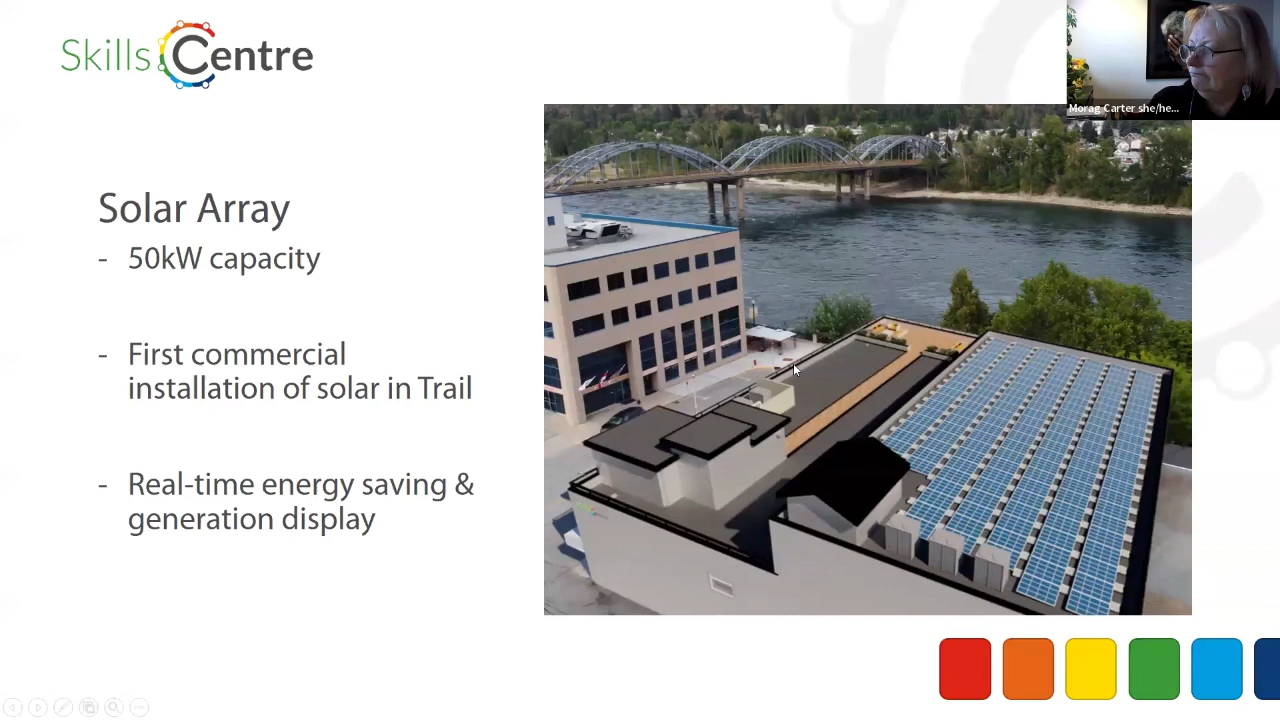 Skills Centre
Morag Carter she/he...
Solar Array
- 50kW capacity
- First commercial
installation of solar in Trail
- Real-time energy saving &
generation display